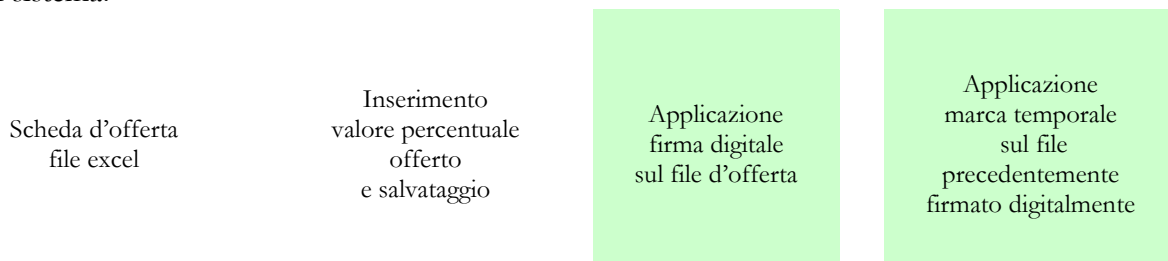 sistema.
Scheda d’offerta
file excel
Inserimento
valore percentuale
offerto
e salvataggio
Applicazione
firma digitale
sul file d’offerta
Applicazione
marca temporale
sul file
precedentemente
firmato digitalmente